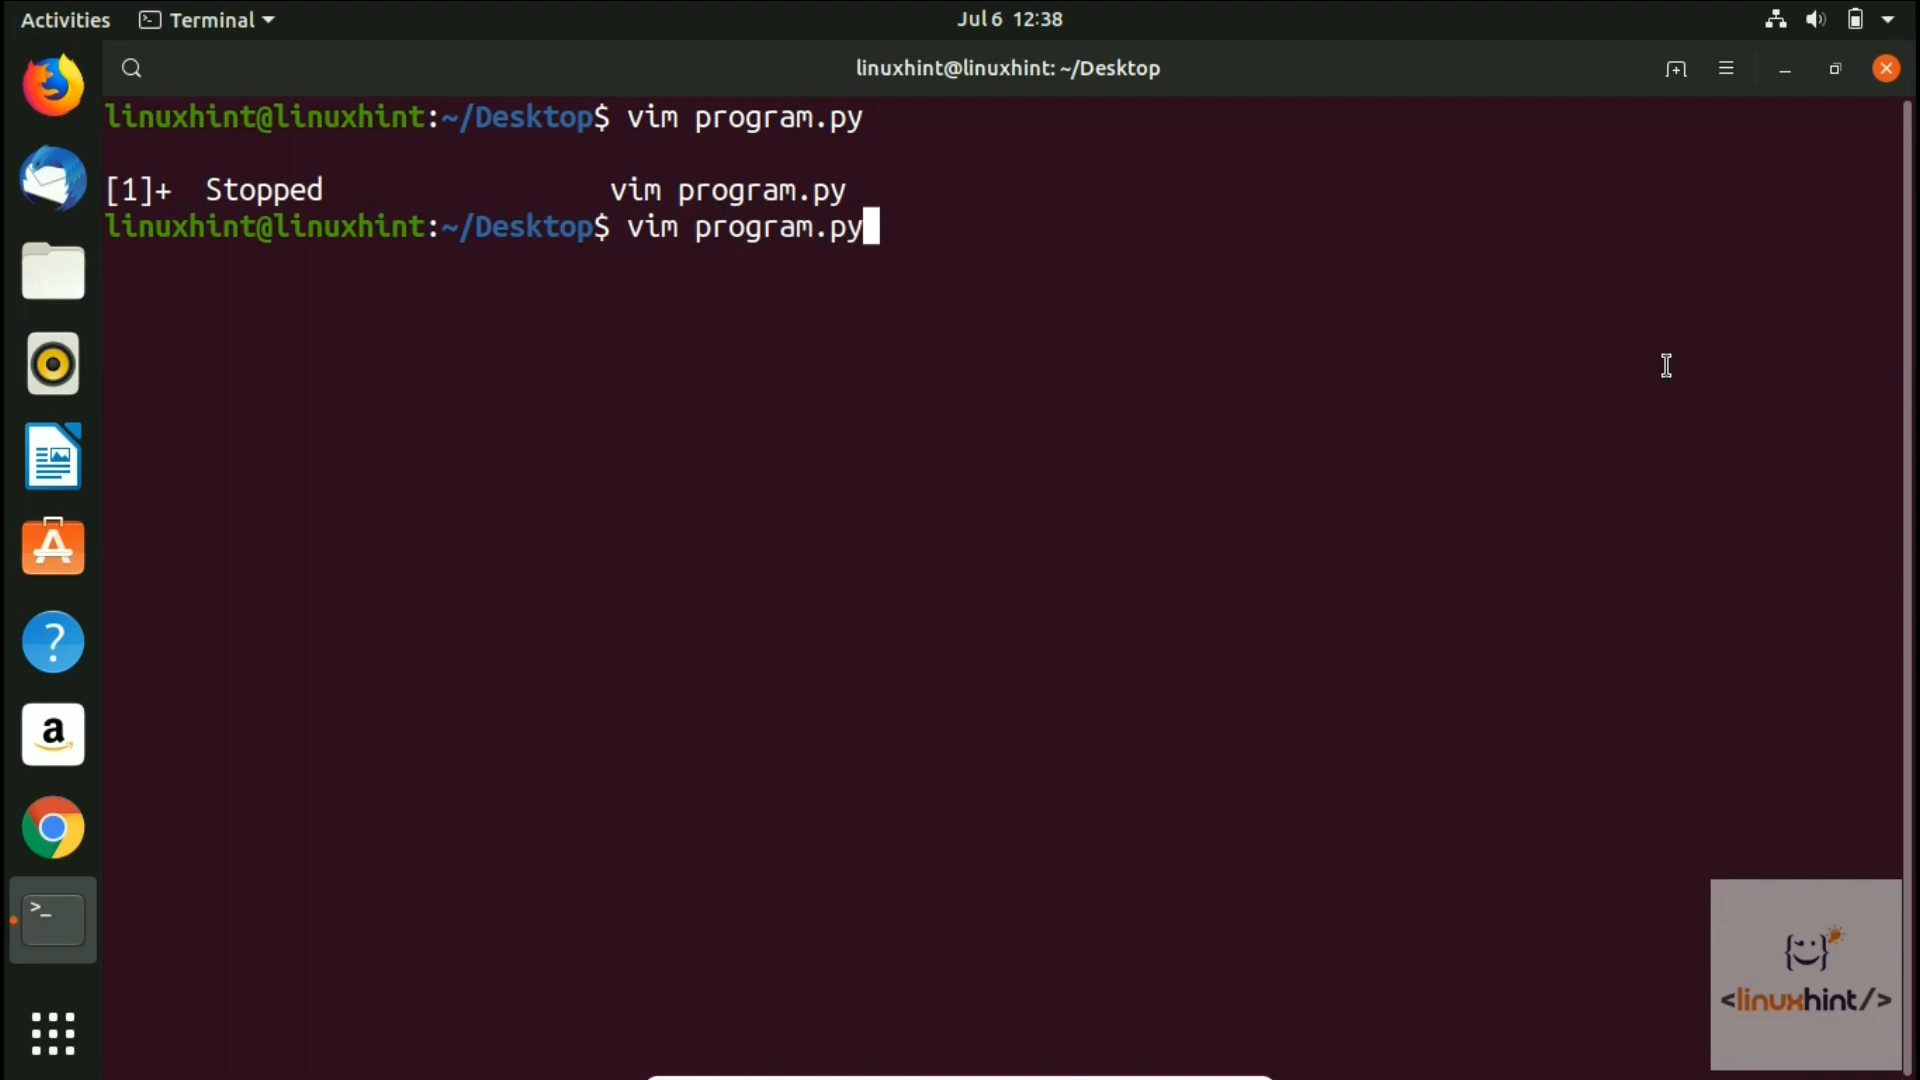 Activities Terminal Jul 6 12:38
linuxhint@linuxhint: ~/Desktop
linuxhint@linuxhint:~/Desktop$ vim program.py
[1]+  Stopped                 vim program.py
linuxhint@linuxhint:~/Desktop$ vim program.py
<linuxhint/>